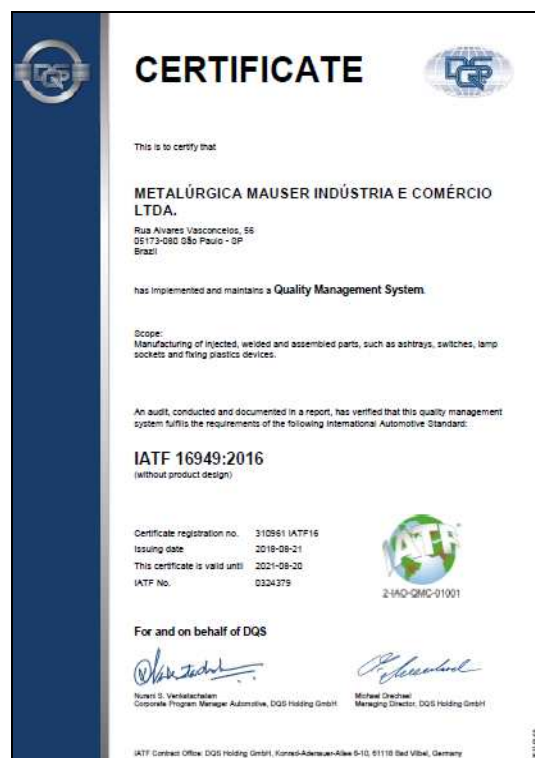 DQS
CERTIFICATE
DQS
This is to certify that
METALÚRGICA MAUSER INDÚSTRIA E COMÉRCIO
LTDA.
Rua Alvares Vasconcelos, 56
05173-080 São Paulo - SP
Brazil
has implemented and maintains a Quality Management System.
Scope:
Manufacturing of injected, welded and assembled parts, such as ashtrays, switches, lamp
sockets and fixing plastics devices.
An audit, conducted and documented in a report, has verified that this quality management
system fulfils the requirements of the following International Automotive Standard:
IATF 16949:2016
(without product design)
Certificate registration no. 310961 IATF16
Issuing date 2018-08-21
This certificate is valid until 2021-08-20
IATF No. 0324379
IATF
2-IAO-QMC-01001
For and on behalf of DQS
Nurani S. Venkatachalam
Corporate Program Manager Automotive, DQS Holding GmbH
Michael Drechsel
Managing Director, DQS Holding GmbH
IATF Contract Office: DQS Holding GmbH, Konrad-Adenauer-Allee 8-10, 61118 Bad Vilbel, Germany